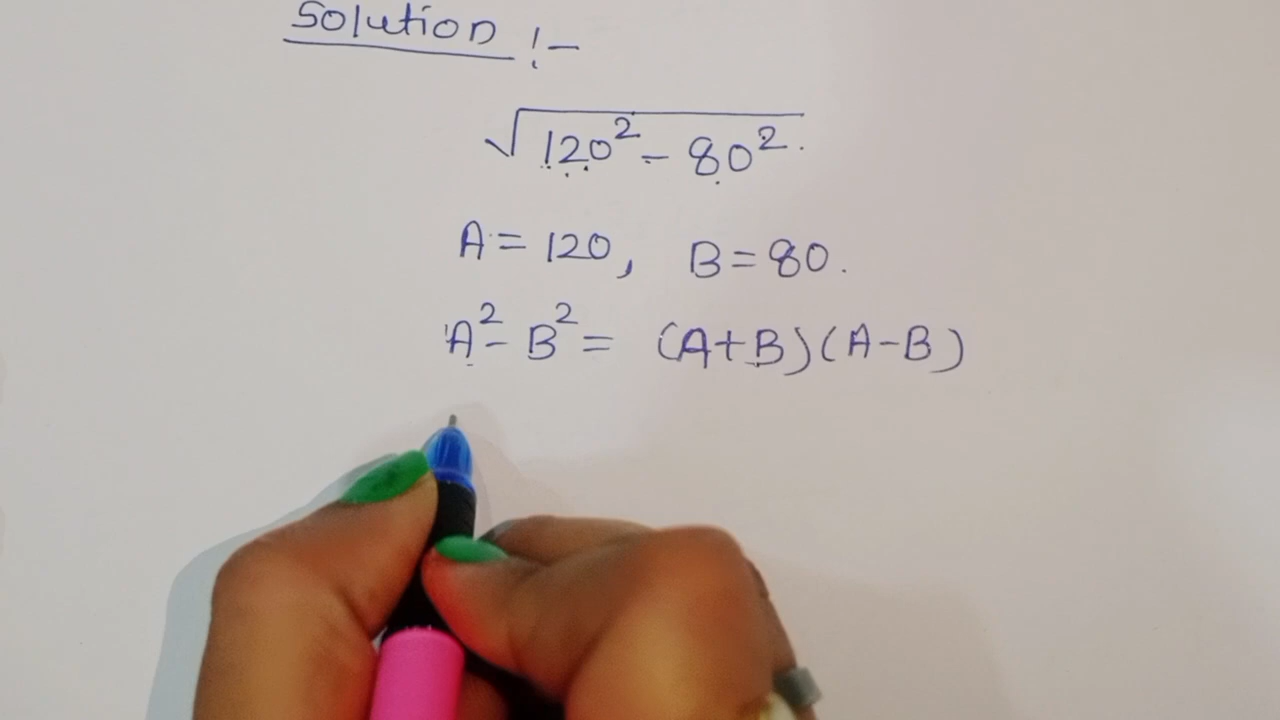 Solution :-
√120² - 80².
A = 120, B = 80.
A² - B² = (A+B)(A-B)